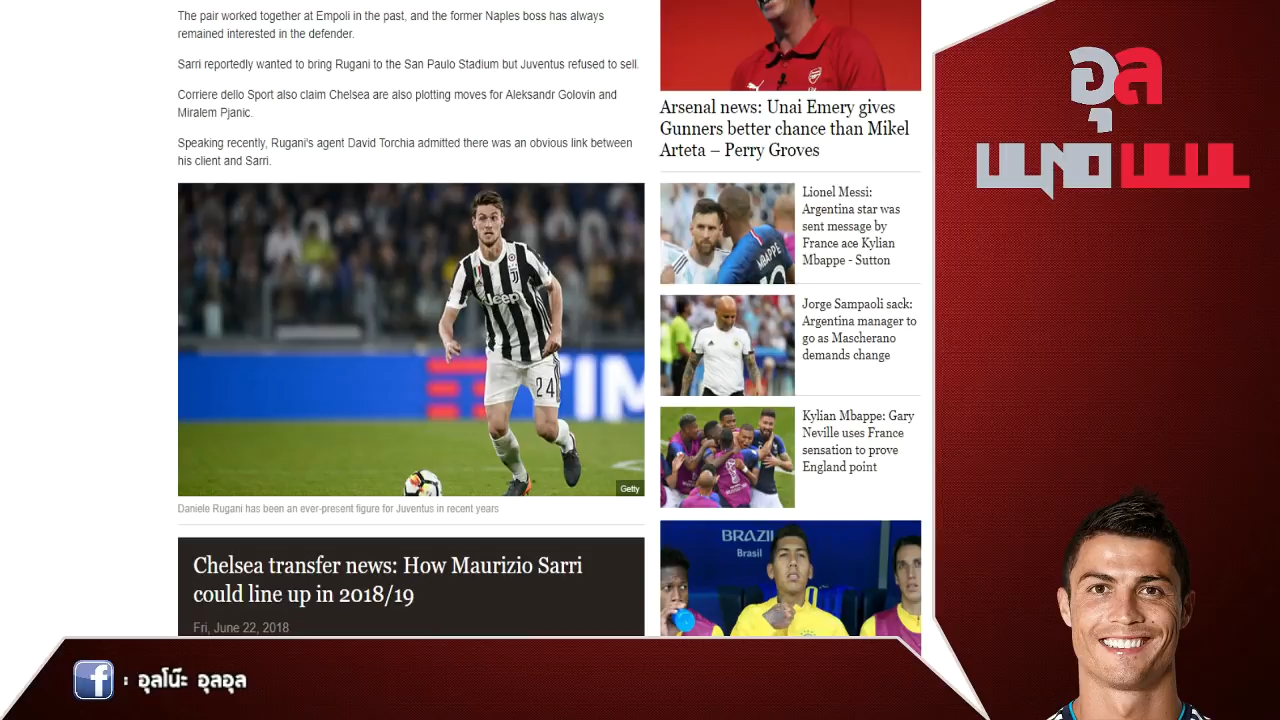 The pair worked together at Empoli in the past, and the former Naples boss has always
remained interested in the defender.
Sarri reportedly wanted to bring Rugani to the San Paulo Stadium but Juventus refused to sell.
Corriere dello Sport also claim Chelsea are also plotting moves for Aleksandr Golovin and
Miralem Pjanic.
Speaking recently, Rugani's agent David Torchia admitted there was an obvious link between
his client and Sarri.
Jeep
24
TIM
Getty
Daniele Rugani has been an ever-present figure for Juventus in recent years
Chelsea transfer news: How Maurizio Sarri
could line up in 2018/19
Fri, June 22, 2018
Arsenal news: Unai Emery gives
Gunners better chance than Mikel
Arteta – Perry Groves
Lionel Messi:
Argentina star was
sent message by
France ace Kylian
Mbappe - Sutton
MBAPPE
Jorge Sampaoli sack:
Argentina manager to
go as Mascherano
demands change
Kylian Mbappe: Gary
Neville uses France
sensation to prove
England point
BRAZIL
Brasil
อุล
: อุลโน๊ะ อุลอุล